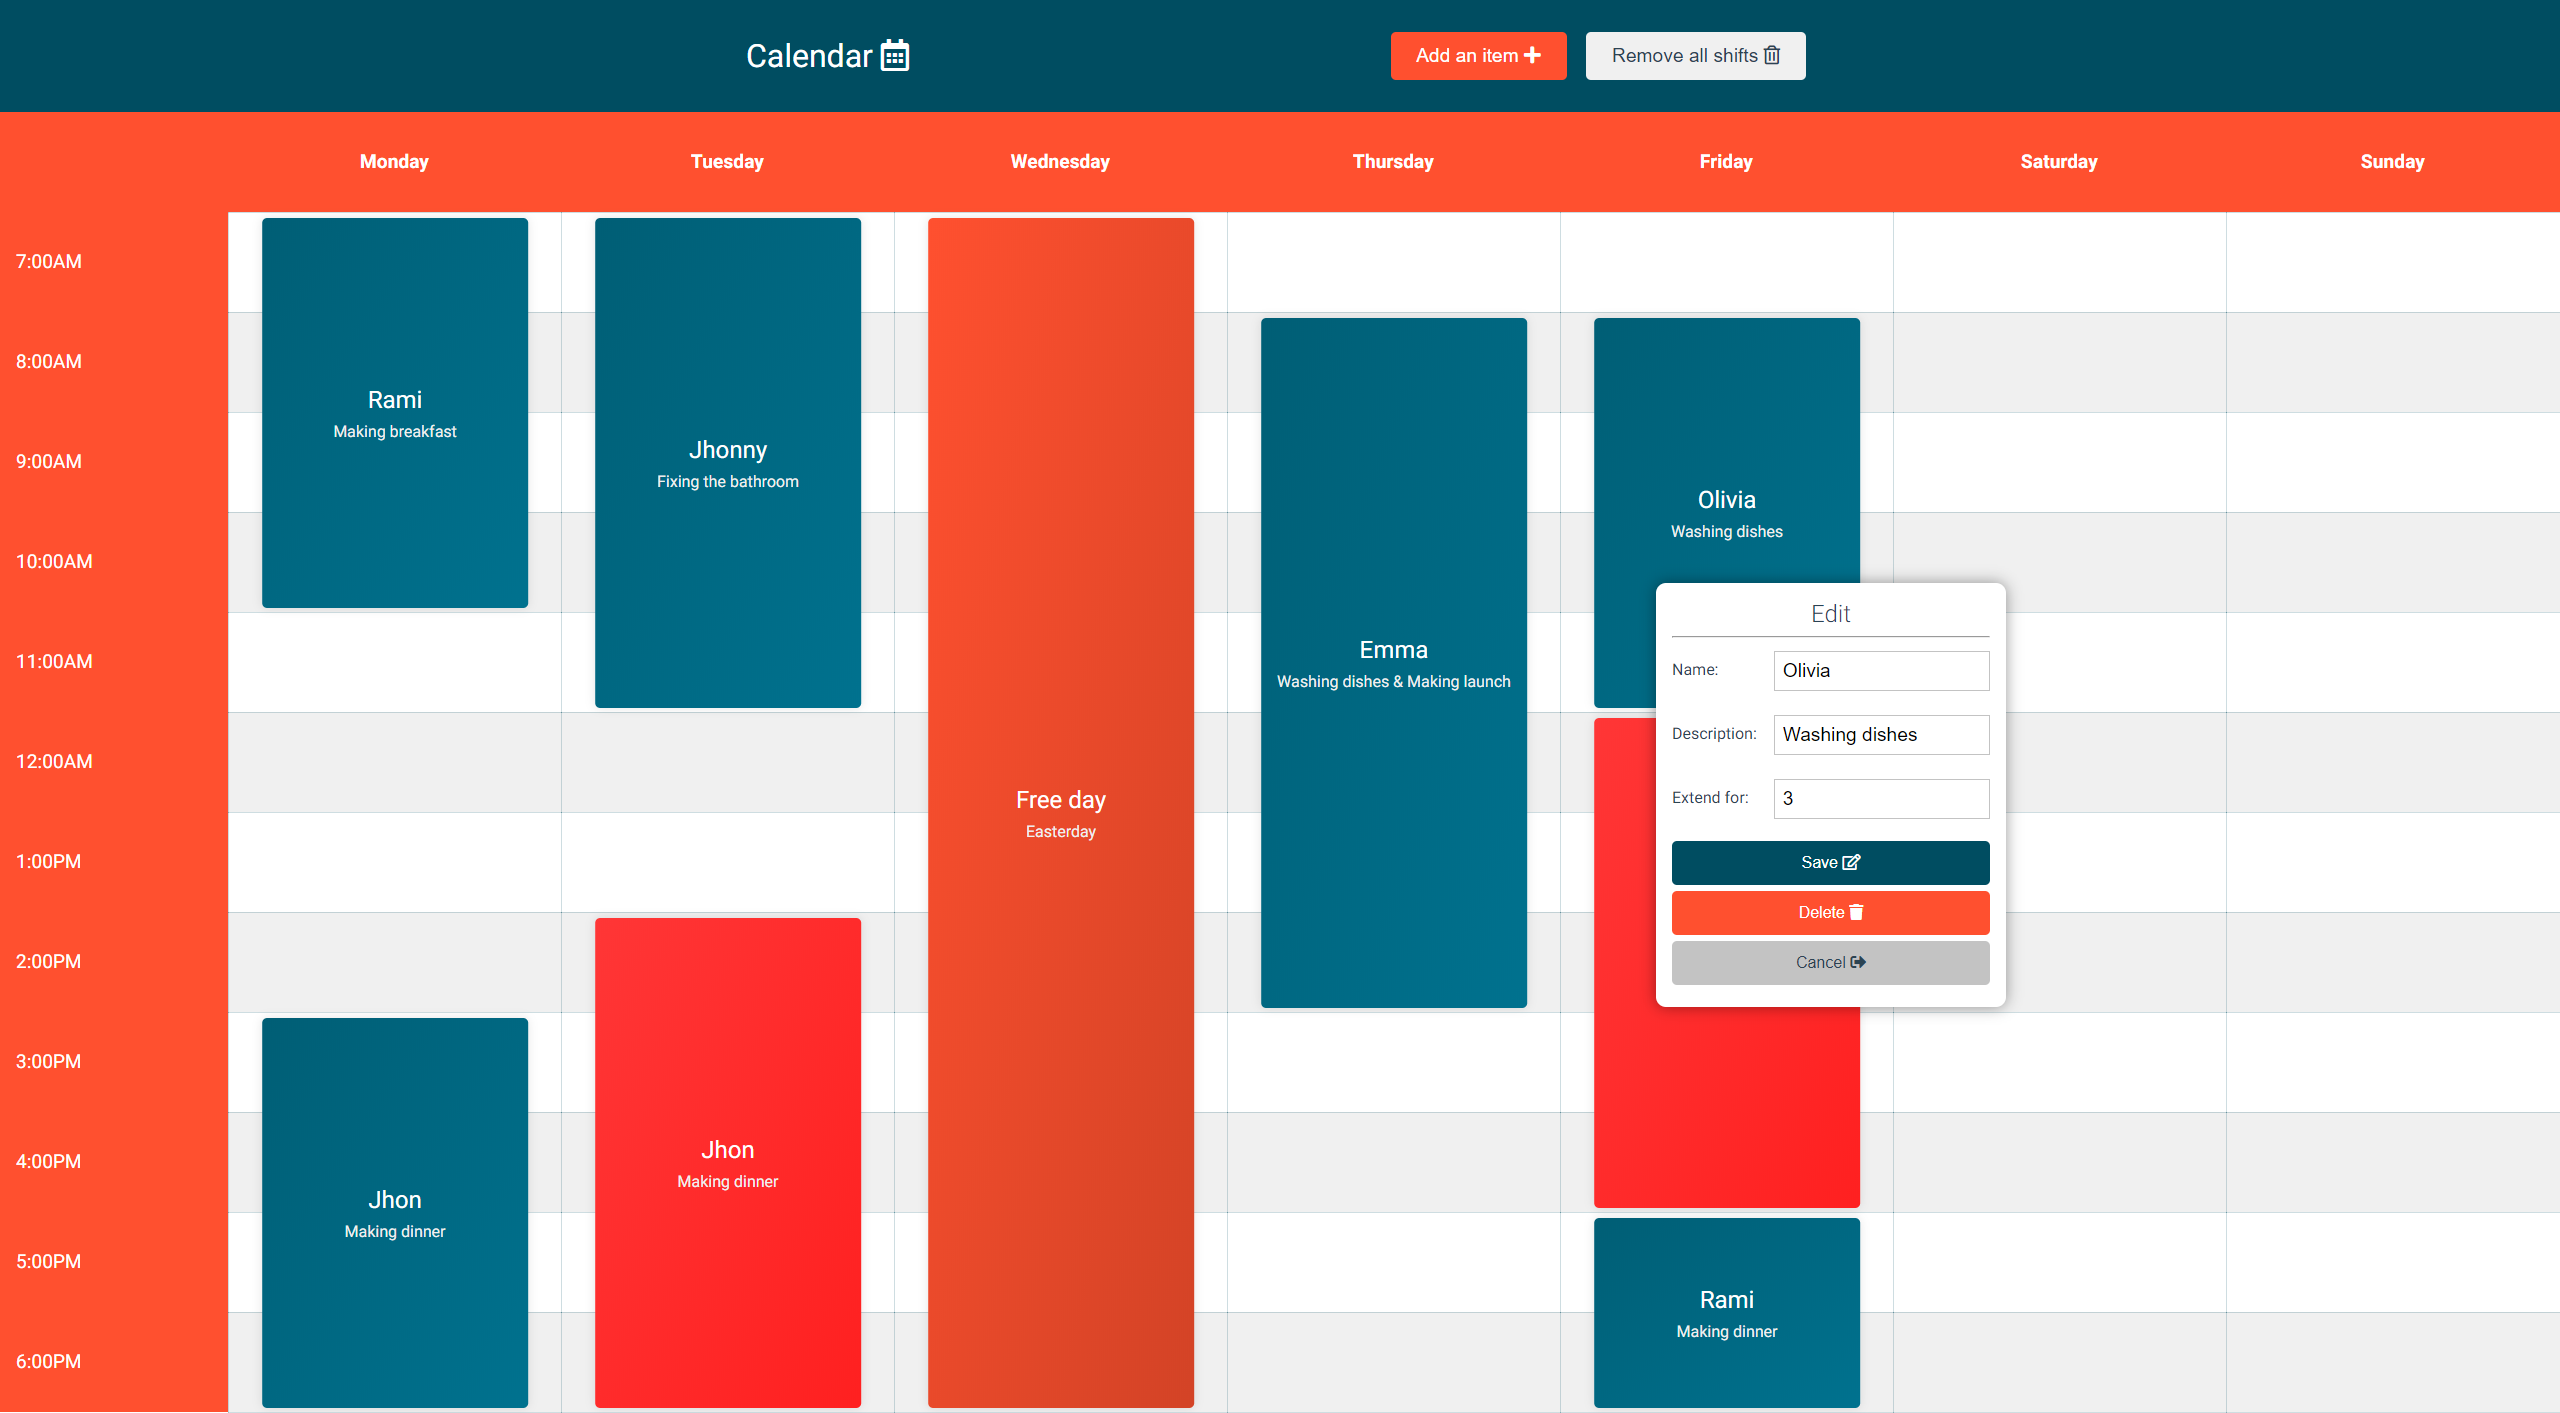 Calendar
Add an item
Remove all shifts
Monday
Tuesday
Wednesday
Thursday
Friday
Saturday
Sunday
7:00AM
8:00AM
9:00AM
10:00AM
11:00AM
12:00AM
1:00PM
2:00PM
3:00PM
4:00PM
5:00PM
6:00PM
Rami
Making breakfast
Jhon
Making dinner
Jhonny
Fixing the bathroom
Jhon
Making dinner
Free day
Easterday
Emma
Washing dishes & Making launch
Olivia
Washing dishes
Rami
Making dinner
Edit
Name: Olivia
Description: Washing dishes
Extend for: 3
Save
Delete
Cancel